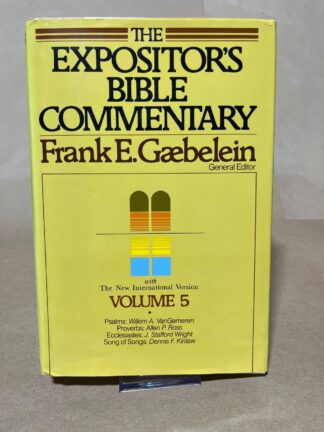 THE
EXPOSITOR'S
BIBLE
COMMENTARY
Frank E. Gæbelein
General Editor
with
The New International Version
VOLUME 5
•
Psalms: Willem A. VanGemeren
Proverbs: Allen P. Ross
Ecclesiastes: J. Stafford Wright
Song of Songs: Dennis F. Kinlaw